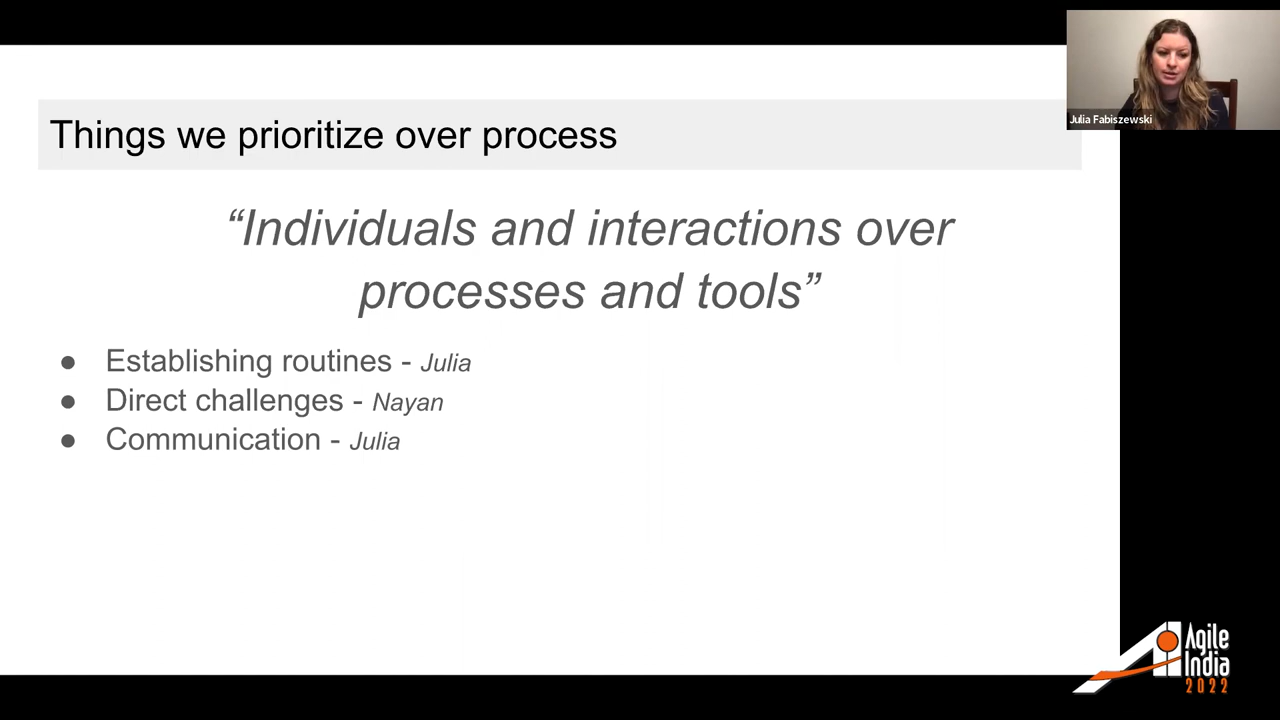 Things we prioritize over process
“Individuals and interactions over
processes and tools”
● Establishing routines - Julia
● Direct challenges - Nayan
● Communication - Julia
Julia Fabiszewski
Agile
India
2022